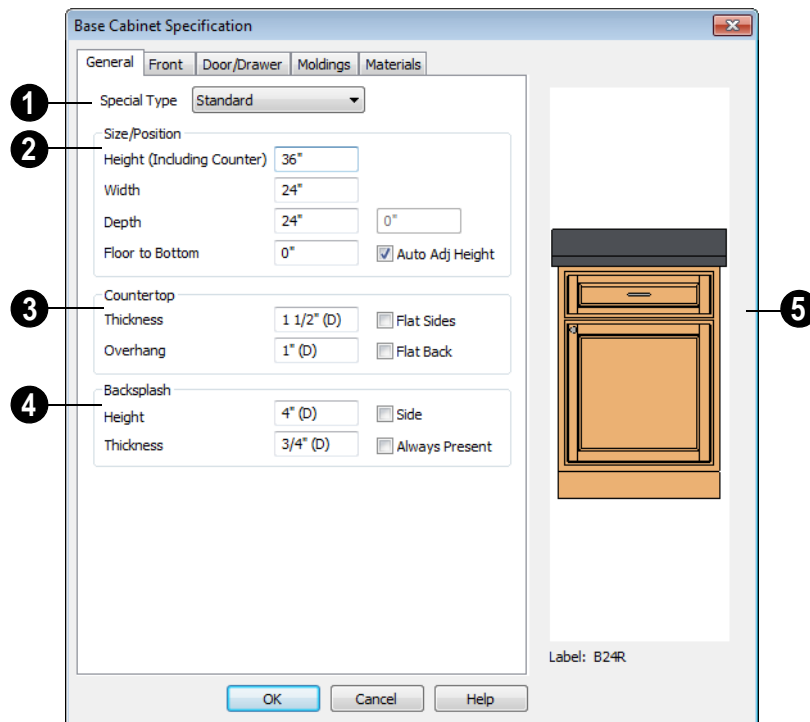 Base Cabinet Specification
General Front Door/Drawer Moldings Materials
1 Special Type Standard
2 Size/Position
Height (Including Counter) 36"
Width 24"
Depth 24" 0"
Floor to Bottom 0" Auto Adj Height
3 Countertop
Thickness 1 1/2" (D) Flat Sides
Overhang 1" (D) Flat Back
5
4 Backsplash
Height 4" (D) Side
Thickness 3/4" (D) Always Present
Label: B24R
OK Cancel Help